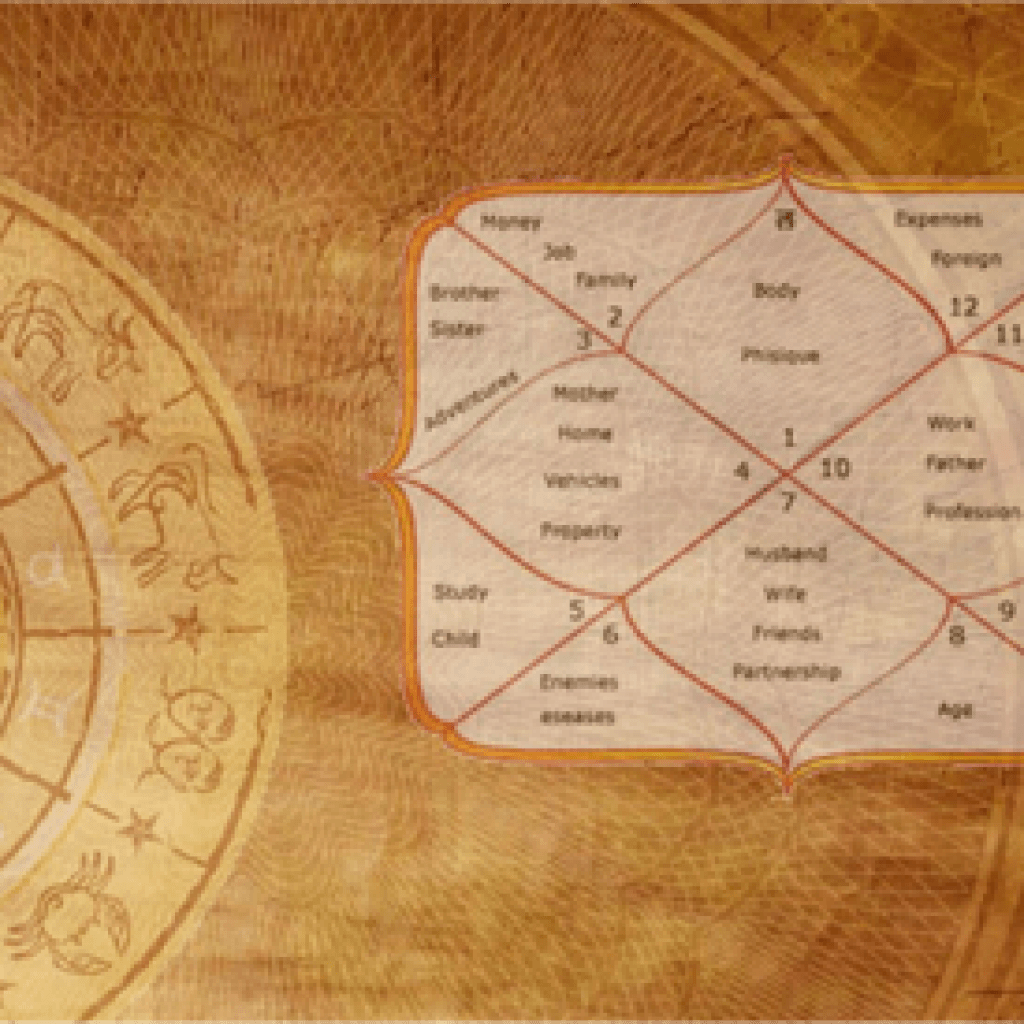 Money
Job
Family
2
Brother
Sister
3
Adventures
Body
Phisique
1
Expenses
Foreign
12
11
Mother
Home
4
Vehicles
Property
10
Work
Father
Profession
7
Husband
Wife
Friends
Partnership
Study
5
Child
6
Enemies
eseases
9
8
Age
α